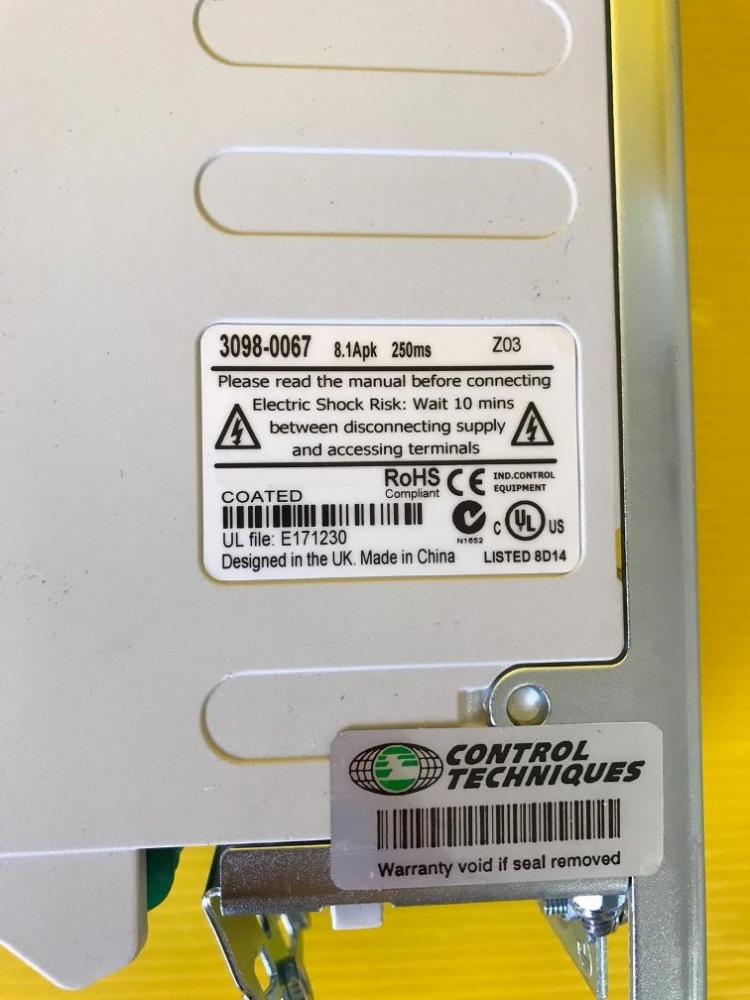 3098-0067 8.1Apk 250ms Z03
Please read the manual before connecting
Electric Shock Risk: Wait 10 mins
between disconnecting supply
and accessing terminals
COATED
RoHS
Compliant
CE
IND.CONTROL
EQUIPMENT
N1652
C UL US
UL file: E171230
Designed in the UK. Made in China
LISTED 8D14
CONTROL
TECHNIQUES
Warranty void if seal removed